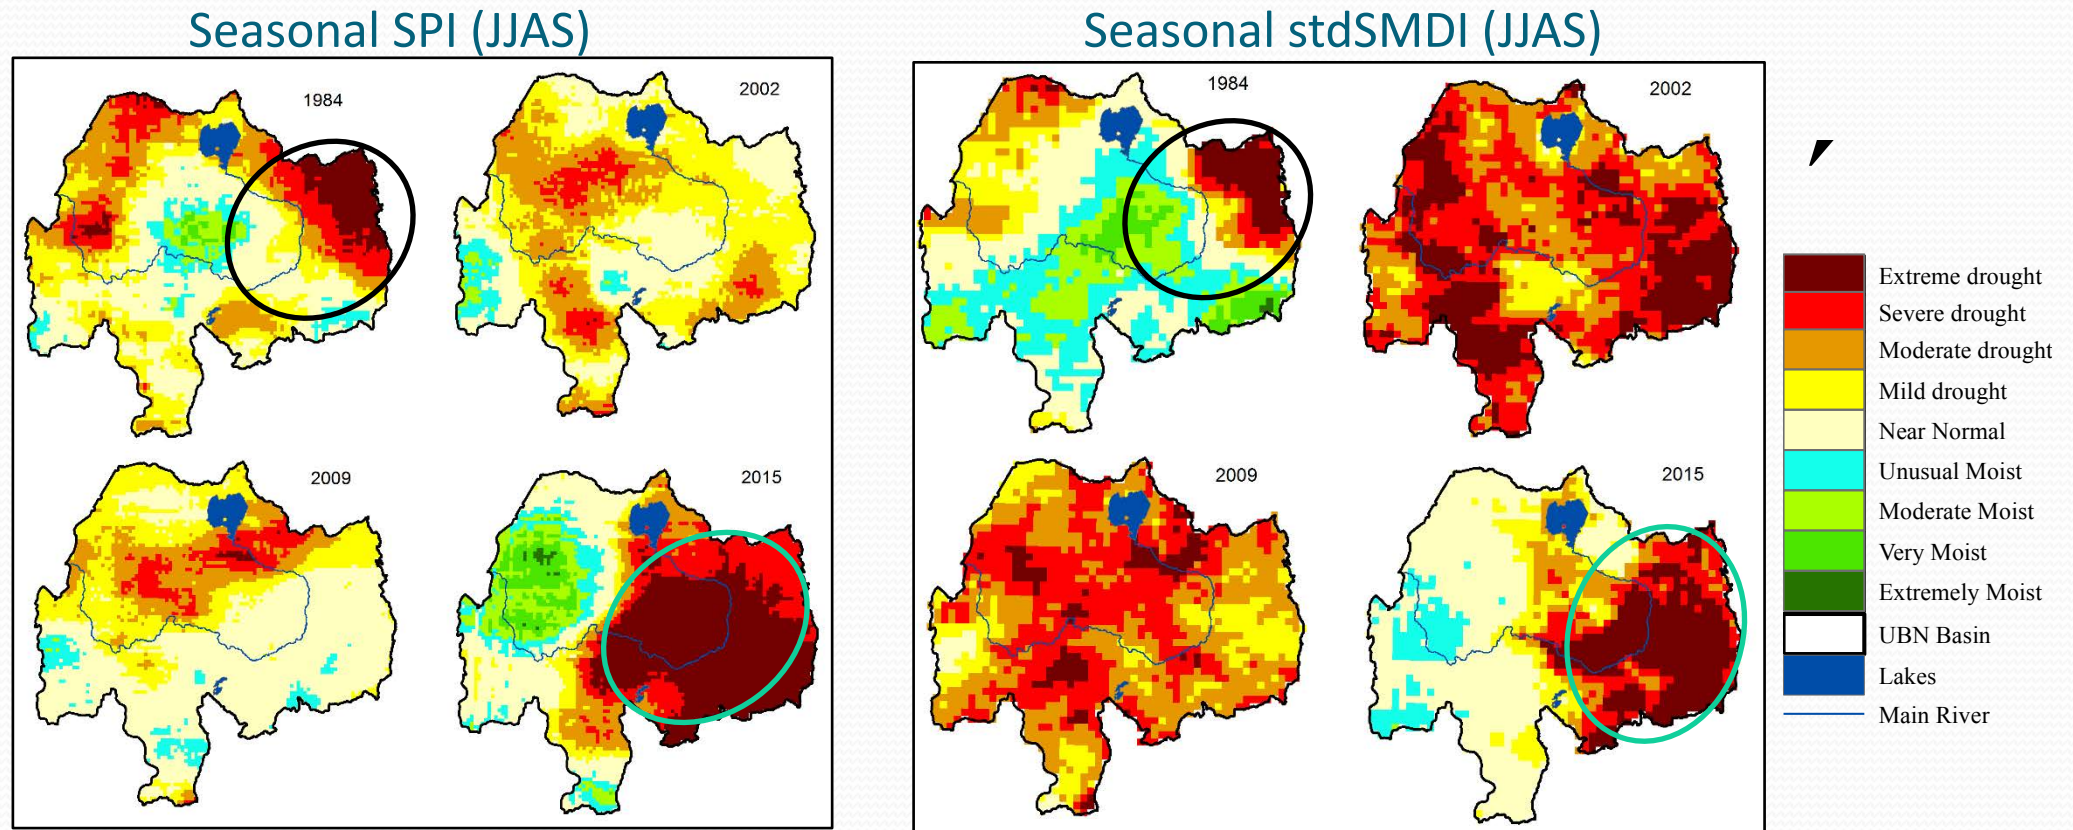 Seasonal SPI (JJAS)
Seasonal stdSMDI (JJAS)
1984
2002
2009
2015
1984
2002
2009
2015
Extreme drought
Severe drought
Moderate drought
Mild drought
Near Normal
Unusual Moist
Moderate Moist
Very Moist
Extremely Moist
UBN Basin
Lakes
Main River